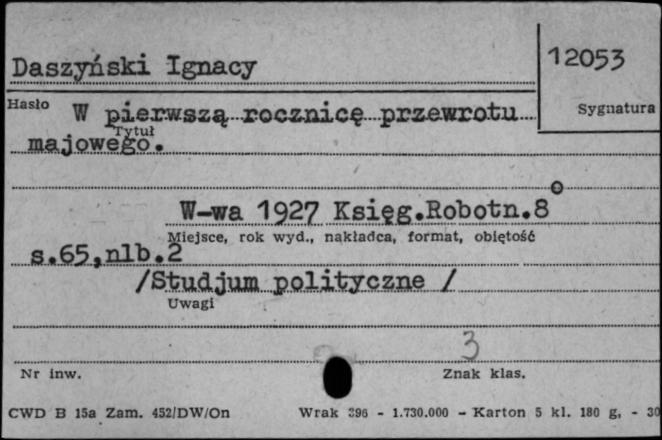 Daszyński Ignacy
12053
Hasło
Sygnatura
W pierwszą rocznicę przewrotu
Tytuł
majowego.
W-wa 1927 Księg.Robotn.8°
Miejsce, rok wyd., nakładca, format, objętość
s.65,nlb.2
/Studjum polityczne /
Uwagi
3
Nr inw.
Znak klas.
CWD B 15a Zam. 452/DW/On Wrak 396 - 1.730.000 - Karton 5 kl. 180 g, - 30